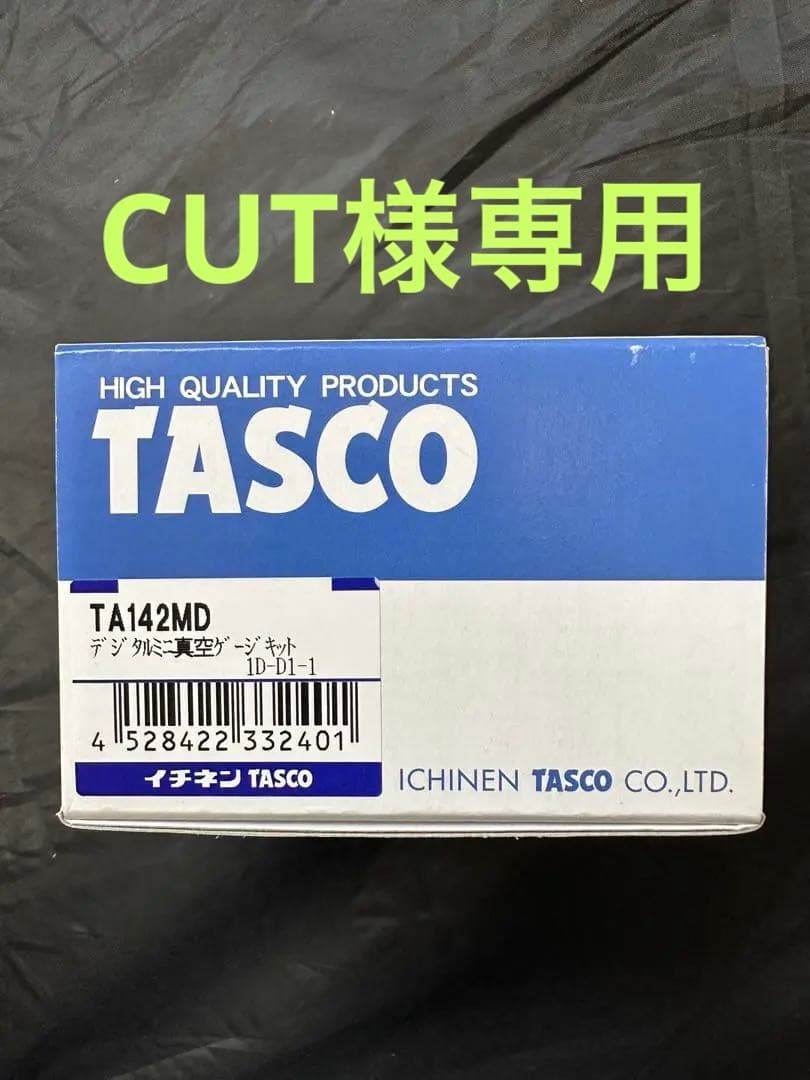 CUT様専用
HIGH QUALITY PRODUCTS
TASCO
TA142MD
デジタルミニ真空ゲージキット
1D-D1-1
4 528422 332401
イチネン TASCO
ICHINEN TASCO CO.,LTD.